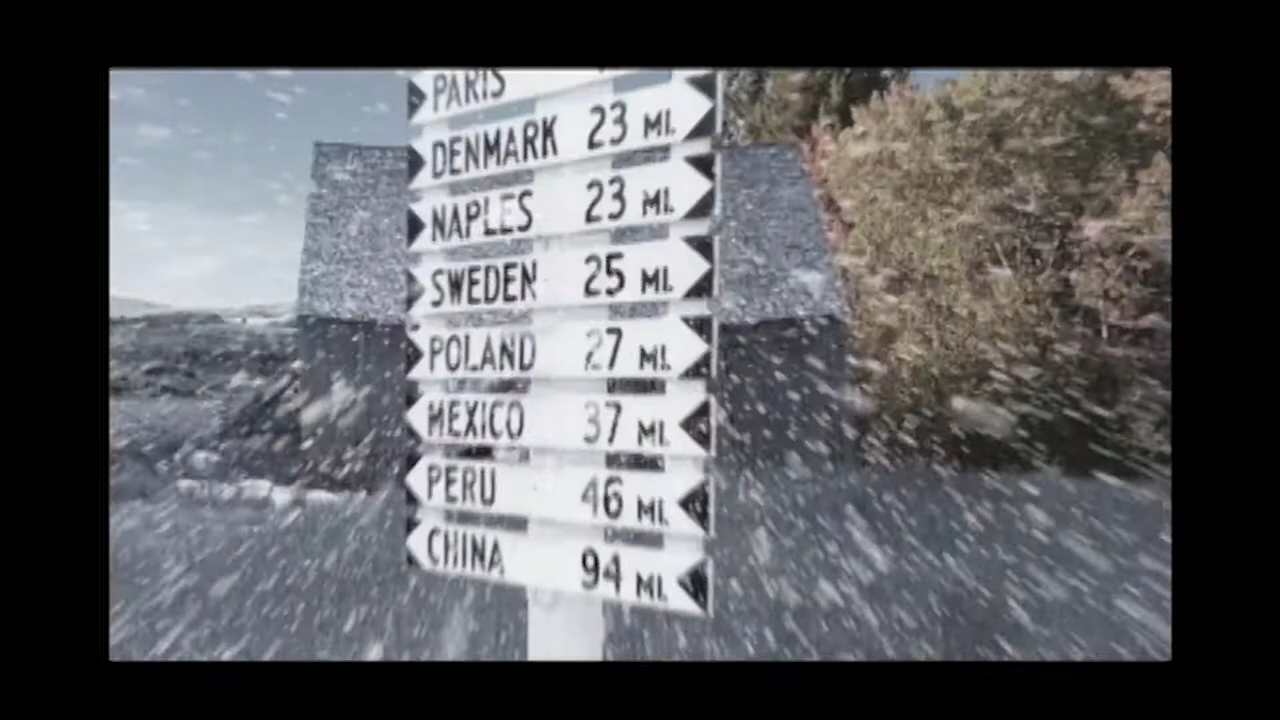 PARIS
DENMARK 23 MI.
NAPLES 23 MI.
SWEDEN 25 MI.
POLAND 27 MI.
MEXICO 37 MI.
PERU 46 MI.
CHINA 94 MI.